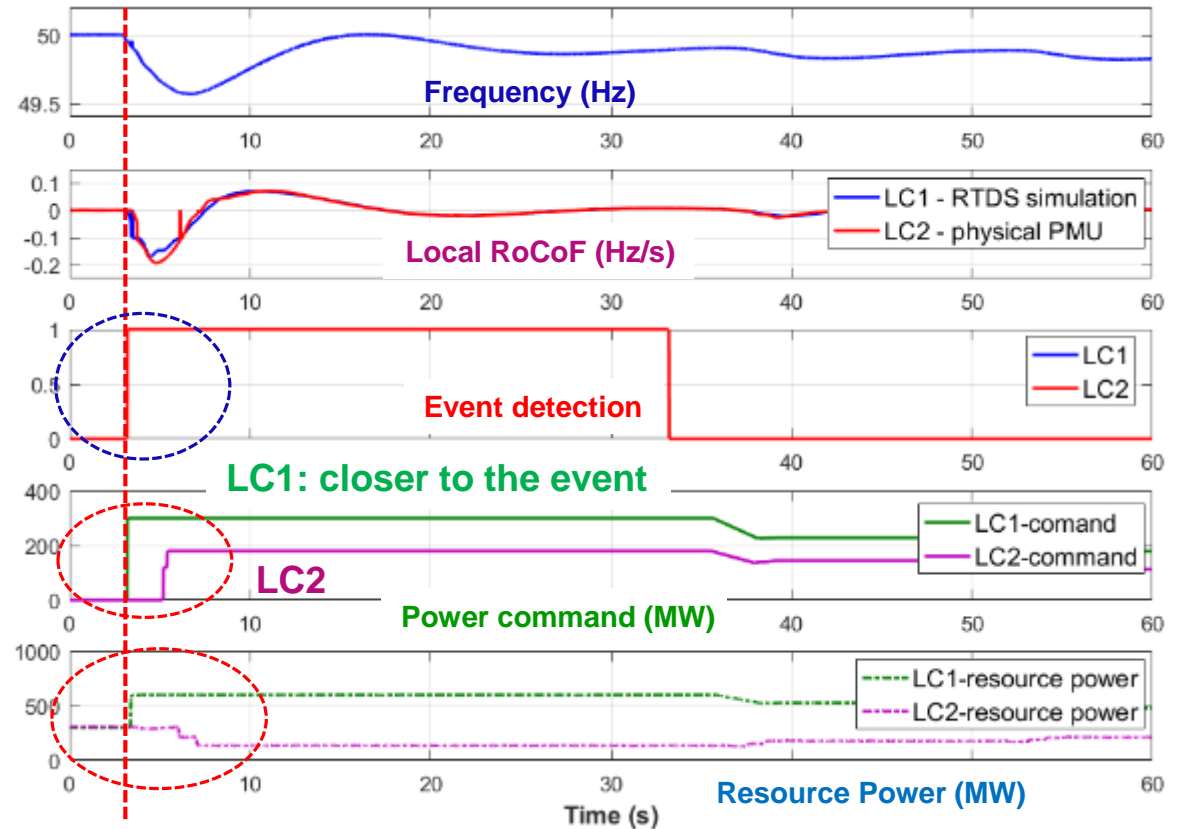 50
49.5
Frequency (Hz)
0 10 20 30 40 50 60
0.1
0
-0.1
-0.2
LC1 - RTDS simulation
LC2 - physical PMU
Local RoCoF (Hz/s)
0 10 20 30 40 50 60
1
0.5
0
LC1
LC2
Event detection
0 40 50 60
LC1: closer to the event
400
200
0
LC1-comand
LC2-command
LC2
Power command (MW)
0 10 40 50 60
1000
500
0
LC1-resource power
LC2-resource power
0 10 20 30 40 50 60
Resource Power (MW)
Time (s)